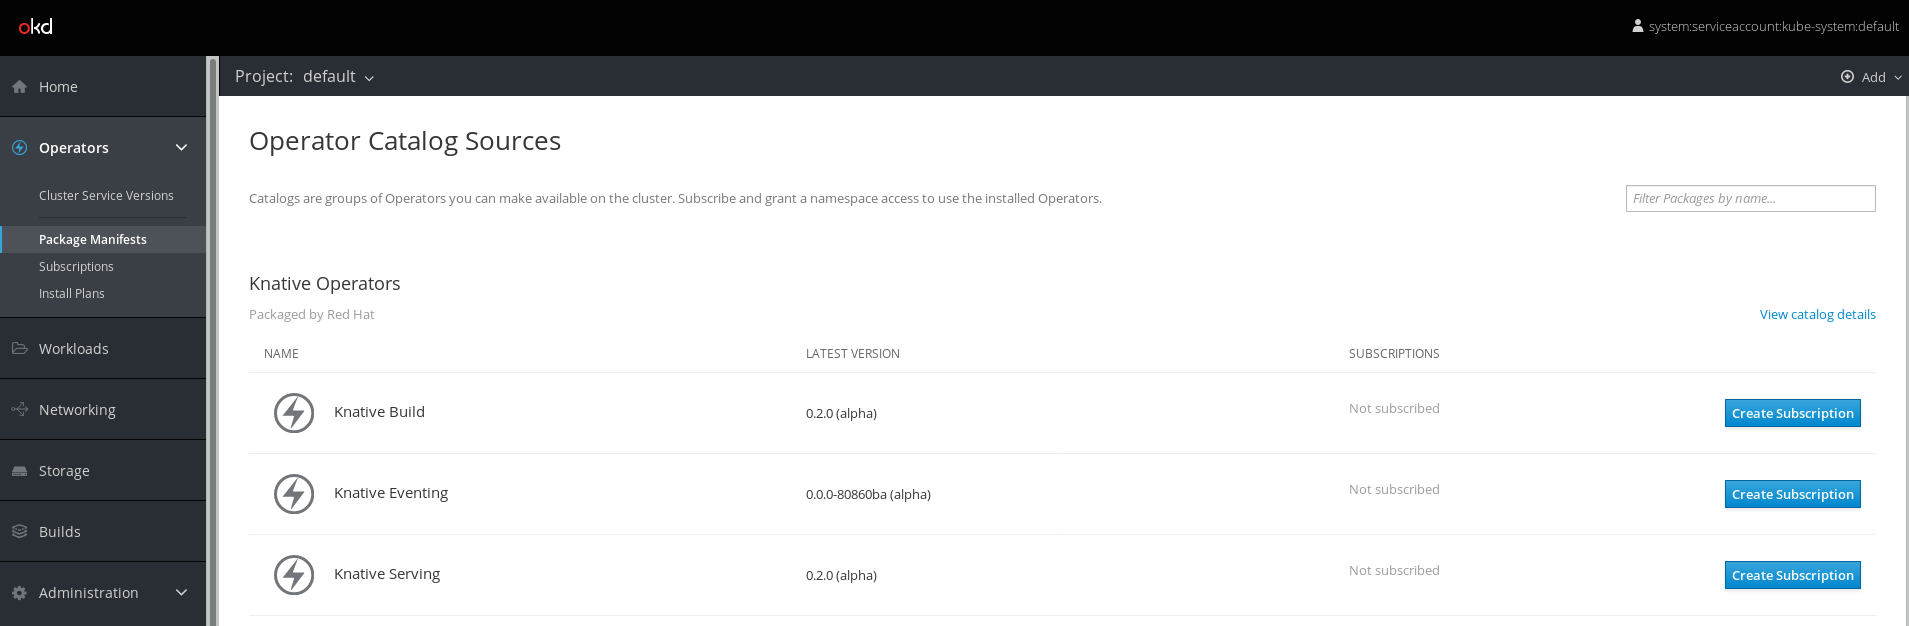 okd
system:serviceaccount:kube-system:default
Home
Project: default
Add
Operators
Cluster Service Versions
Package Manifests
Subscriptions
Install Plans
Workloads
Networking
Storage
Builds
Administration
Operator Catalog Sources
Catalogs are groups of Operators you can make available on the cluster. Subscribe and grant a namespace access to use the installed Operators.
Filter Packages by name...
Knative Operators
Packaged by Red Hat
View catalog details
NAME LATEST VERSION SUBSCRIPTIONS
Knative Build 0.2.0 (alpha) Not subscribed Create Subscription
Knative Eventing 0.0.0-80860ba (alpha) Not subscribed Create Subscription
Knative Serving 0.2.0 (alpha) Not subscribed Create Subscription